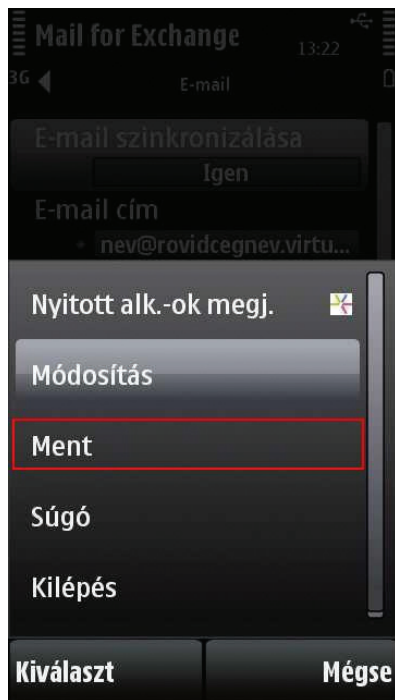 Mail for Exchange
13:22
3G
E-mail
E-mail szinkronizálása
Igen
E-mail cím
nev@rovidcegnev.virtu...
Nyitott alk.-ok megj.
Módosítás
Ment
Súgó
Kilépés
Kiválaszt
Mégse